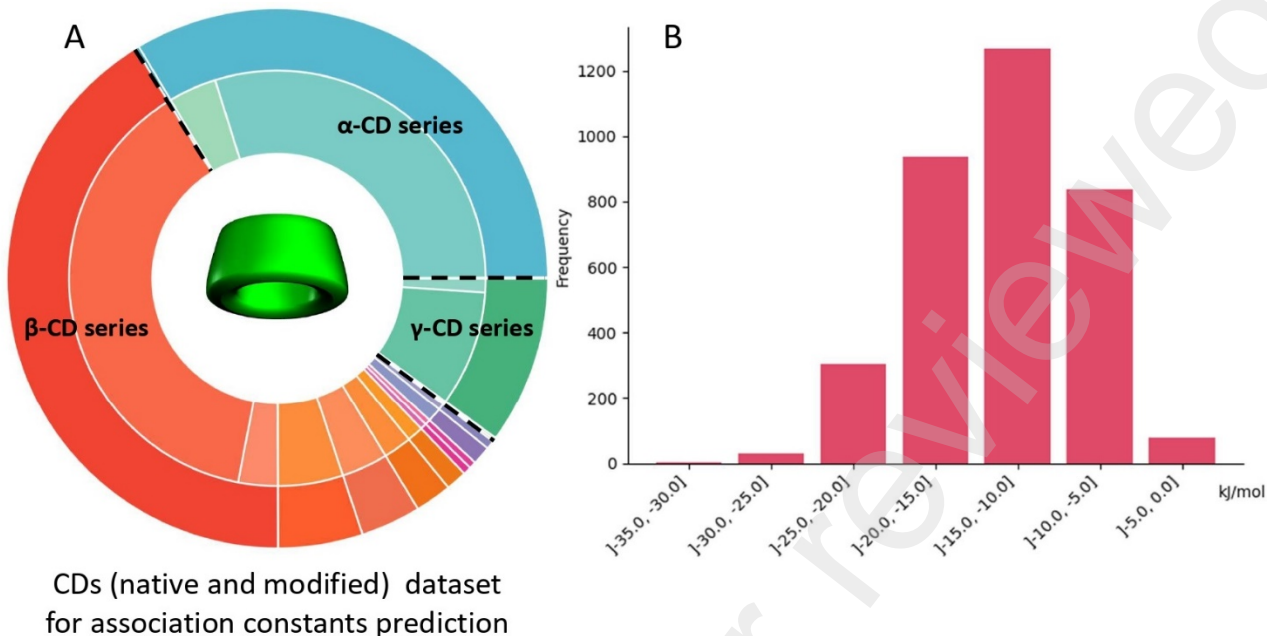 A
α-CD series
β-CD series
γ-CD series
CDs (native and modified) dataset
for association constants prediction
B
Frequency
1200
1000
800
600
400
200
0
]-35.0, -30.0]
]-30.0, -25.0]
]-25.0, -20.0]
]-20.0, -15.0]
]-15.0, -10.0]
]-10.0, -5.0]
]-5.0, 0.0]
kJ/mol
r reviewed